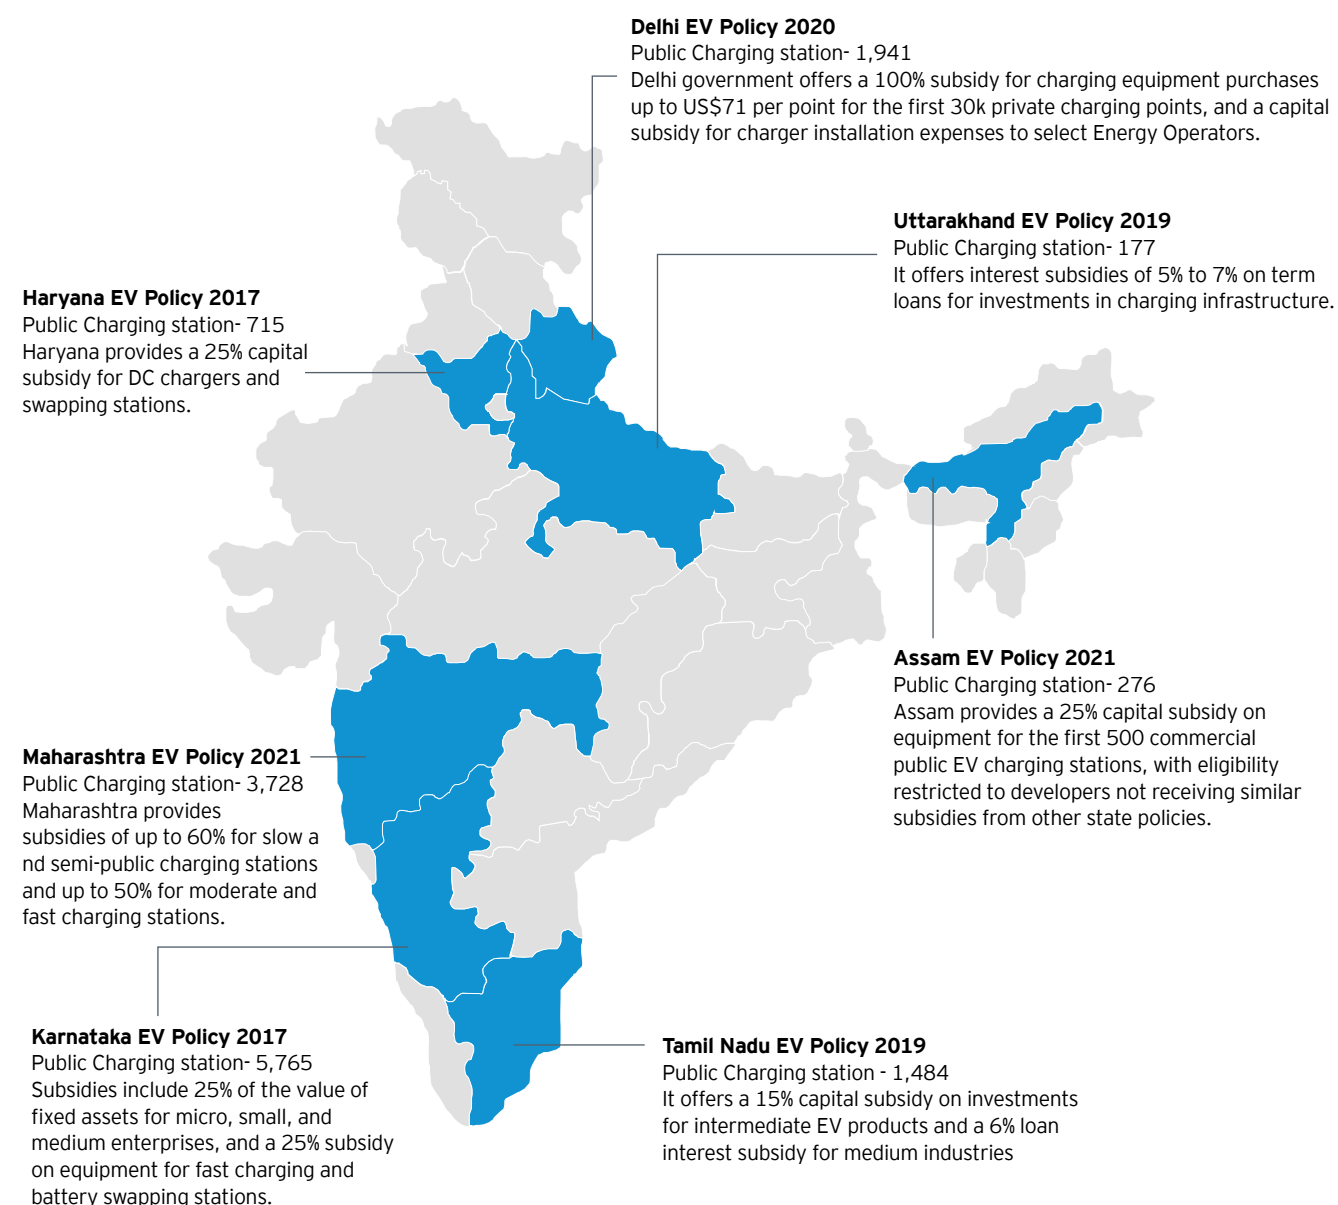 Delhi EV Policy 2020
Public Charging station- 1,941
Delhi government offers a 100% subsidy for charging equipment purchases
up to US$71 per point for the first 30k private charging points, and a capital
subsidy for charger installation expenses to select Energy Operators.
Uttarakhand EV Policy 2019
Public Charging station- 177
It offers interest subsidies of 5% to 7% on term
loans for investments in charging infrastructure.
Haryana EV Policy 2017
Public Charging station- 715
Haryana provides a 25% capital
subsidy for DC chargers and
swapping stations.
Assam EV Policy 2021
Public Charging station- 276
Assam provides a 25% capital subsidy on
equipment for the first 500 commercial
public EV charging stations, with eligibility
restricted to developers not receiving similar
subsidies from other state policies.
Maharashtra EV Policy 2021
Public Charging station- 3,728
Maharashtra provides
subsidies of up to 60% for slow a
nd semi-public charging stations
and up to 50% for moderate and
fast charging stations.
Karnataka EV Policy 2017
Public Charging station- 5,765
Subsidies include 25% of the value of
fixed assets for micro, small, and
medium enterprises, and a 25% subsidy
on equipment for fast charging and
battery swapping stations.
Tamil Nadu EV Policy 2019
Public Charging station - 1,484
It offers a 15% capital subsidy on investments
for intermediate EV products and a 6% loan
interest subsidy for medium industries